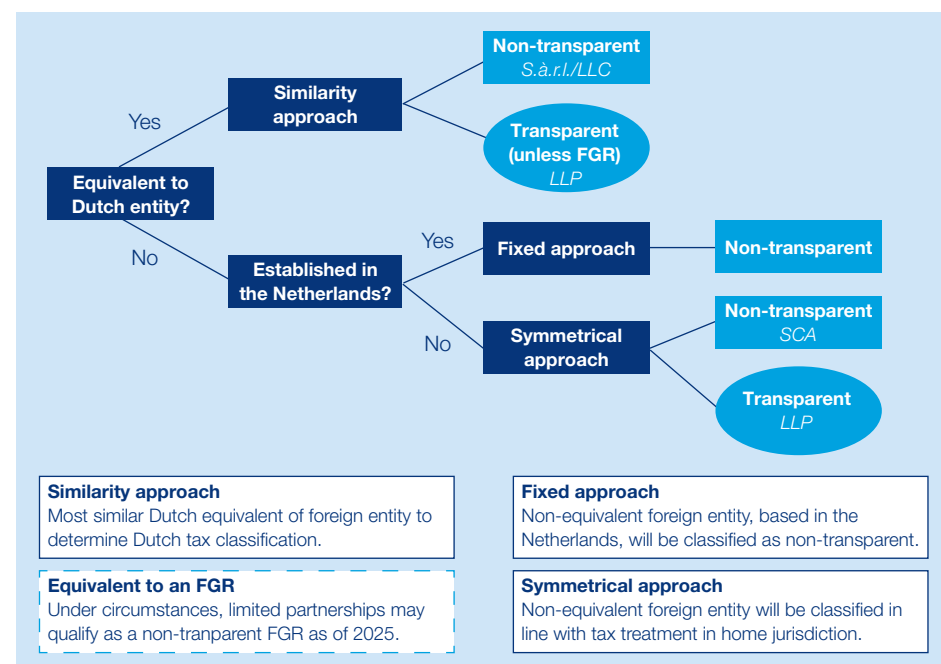 Non-transparent
S.à.r.l./LLC
Similarity
approach
Yes
Transparent
(unless FGR)
LLP
Equivalent to
Dutch entity?
No
Established in
the Netherlands?
Yes
Fixed approach
Non-transparent
No
Symmetrical
approach
Non-transparent
SCA
Transparent
LLP
Similarity approach
Most similar Dutch equivalent of foreign entity to
determine Dutch tax classification.
Fixed approach
Non-equivalent foreign entity, based in the
Netherlands, will be classified as non-transparent.
Equivalent to an FGR
Under circumstances, limited partnerships may
qualify as a non-tranparent FGR as of 2025.
Symmetrical approach
Non-equivalent foreign entity will be classified in
line with tax treatment in home jurisdiction.